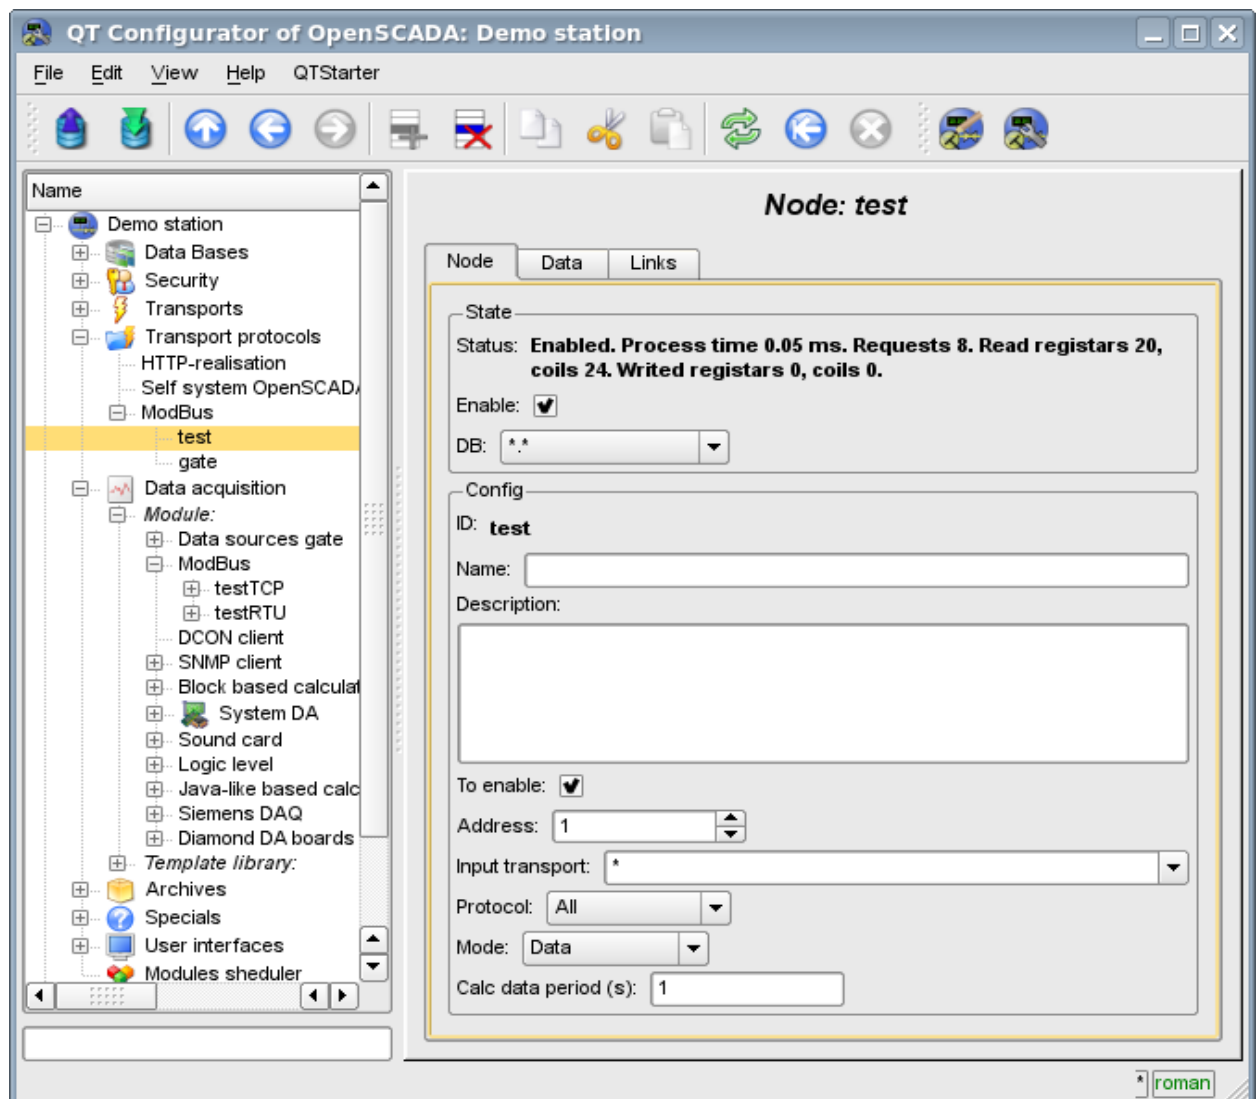 QT Configurator of OpenSCADA: Demo station
File Edit View Help QTStarter
Name
Demo station
Data Bases
Security
Transports
Transport protocols
HTTP-realisation
Self system OpenSCADA
ModBus
test
gate
Data acquisition
Module:
Data sources gate
ModBus
testTCP
testRTU
DCON client
SNMP client
Block based calculat
System DA
Sound card
Logic level
Java-like based calc
Siemens DAQ
Diamond DA boards
Template library:
Archives
Specials
User interfaces
Modules sheduler
Node: test
Node Data Links
State
Status: Enabled. Process time 0.05 ms. Requests 8. Read registars 20,
coils 24. Writed registars 0, coils 0.
Enable:
DB: *.*
Config
ID: test
Name:
Description:
To enable:
Address: 1
Input transport: *
Protocol: All
Mode: Data
Calc data period (s): 1
* roman